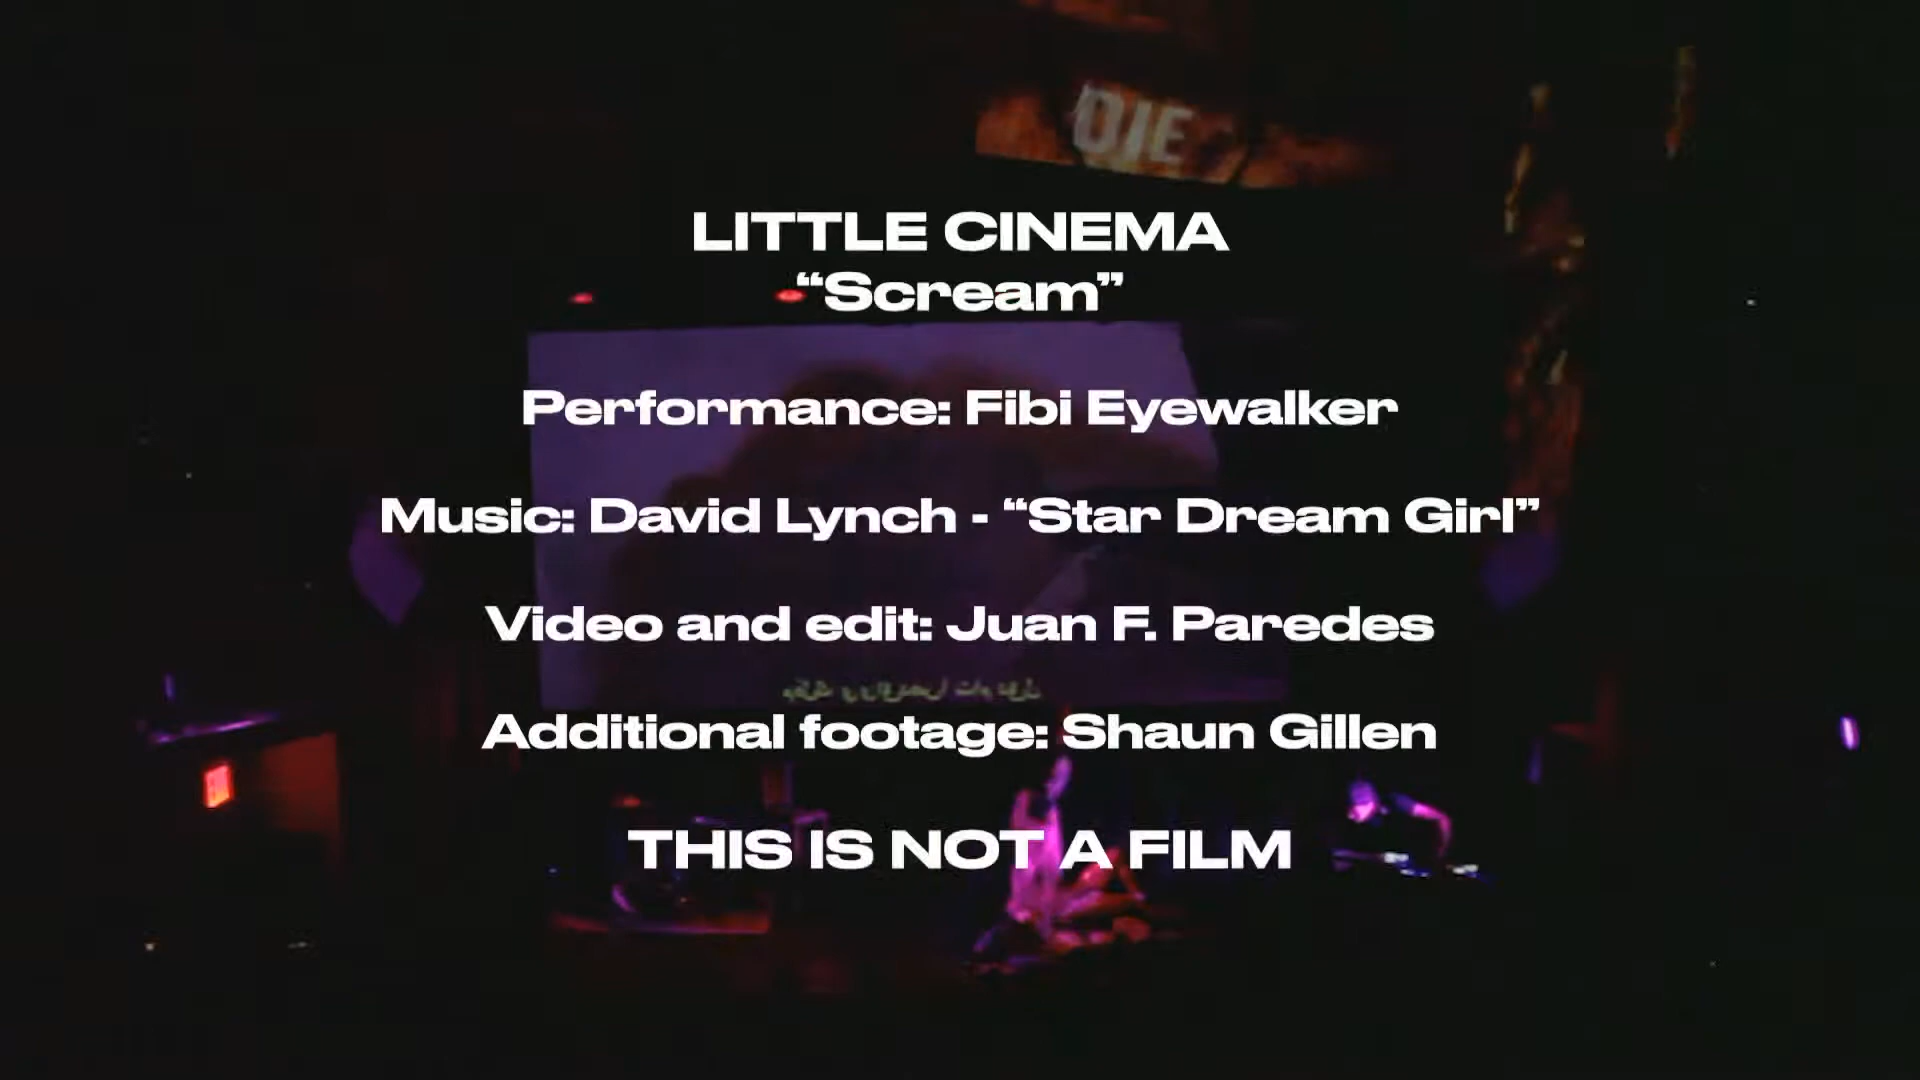 DIE
LITTLE CINEMA
“Scream”
Performance: Fibi Eyewalker
Music: David Lynch - “Star Dream Girl”
Video and edit: Juan F. Paredes
Additional footage: Shaun Gillen
THIS IS NOT A FILM